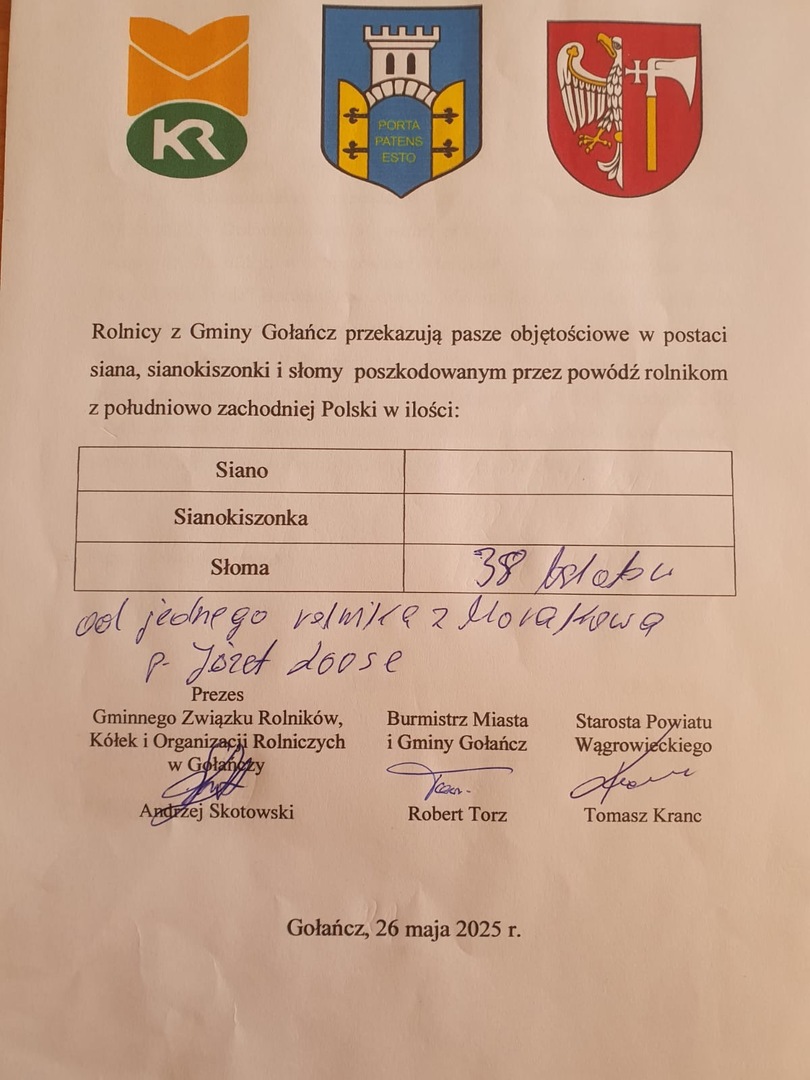 KR
PORTA
PATENS
ESTO
Rolnicy z Gminy Gołańcz przekazują pasze objętościowe w postaci
siana, sianokiszonki i słomy poszkodowanym przez powódź rolnikom
z południowo zachodniej Polski w ilości:
Siano
Sianokiszonka
Słoma 38
od jednego rolnika z Morakowa
p. Józef Loose
Prezes
Gminnego Związku Rolników,
Kółek i Organizacji Rolniczych
w Gołańczy
Andrzej Skotowski
Burmistrz Miasta
i Gminy Gołańcz
Robert Torz
Starosta Powiatu
Wągrowieckiego
Tomasz Kranc
Gołańcz, 26 maja 2025 r.